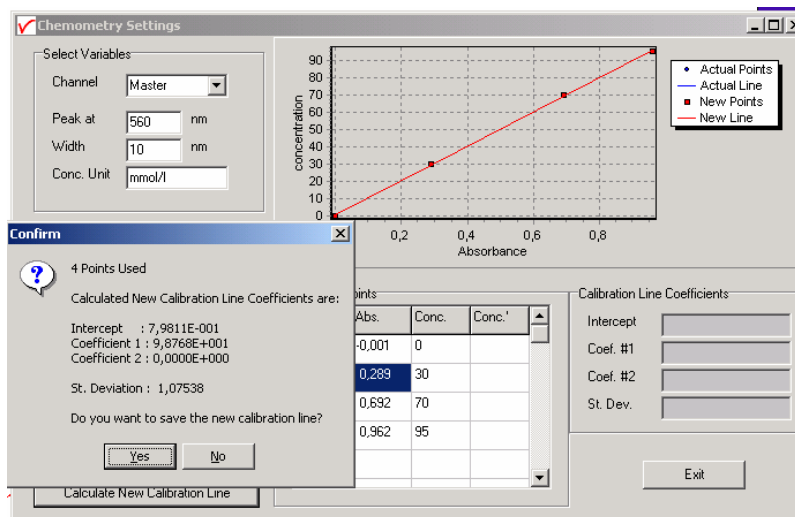 Chemometry Settings
Select Variables
Channel Master
Peak at 560 nm
Width 10 nm
Conc. Unit mmol/l
concentration
90
80
70
60
50
40
30
20
10
0
0,2 0,4 0,6 0,8
Absorbance
Actual Points
Actual Line
New Points
New Line
Confirm
4 Points Used
Calculated New Calibration Line Coefficients are:
Intercept : 7,9811E-001
Coefficient 1 : 9,8768E+001
Coefficient 2 : 0,0000E+000
St. Deviation : 1,07538
Do you want to save the new calibration line?
Yes No
Abs. Conc. Conc.'
-0,001 0
0,289 30
0,692 70
0,962 95
Calculate New Calibration Line
Calibration Line Coefficients
Intercept
Coef. #1
Coef. #2
St. Dev.
Exit